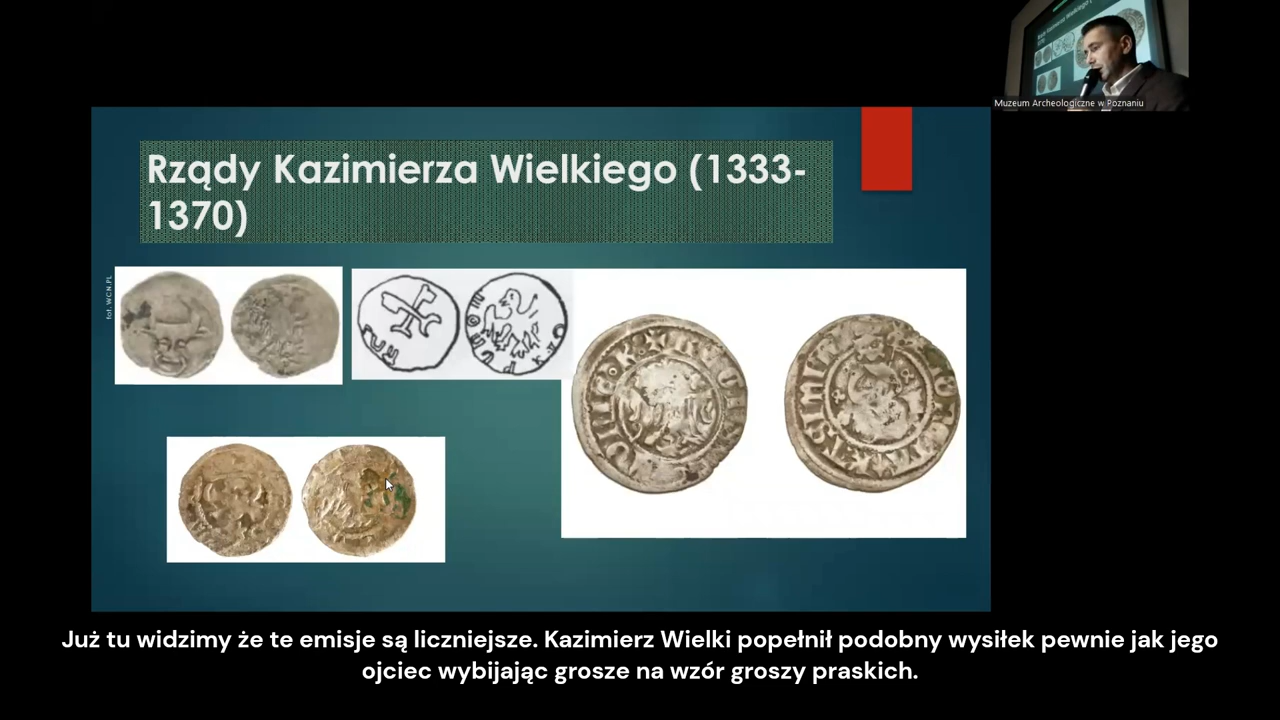 Muzeum Archeologiczne w Poznaniu
Rządy Kazimierza Wielkiego (1333-
1370)
fot. WCN.PL
Już tu widzimy że te emisje są liczniejsze. Kazimierz Wielki popełnił podobny wysiłek pewnie jak jego
ojciec wybijając grosze na wzór groszy praskich.